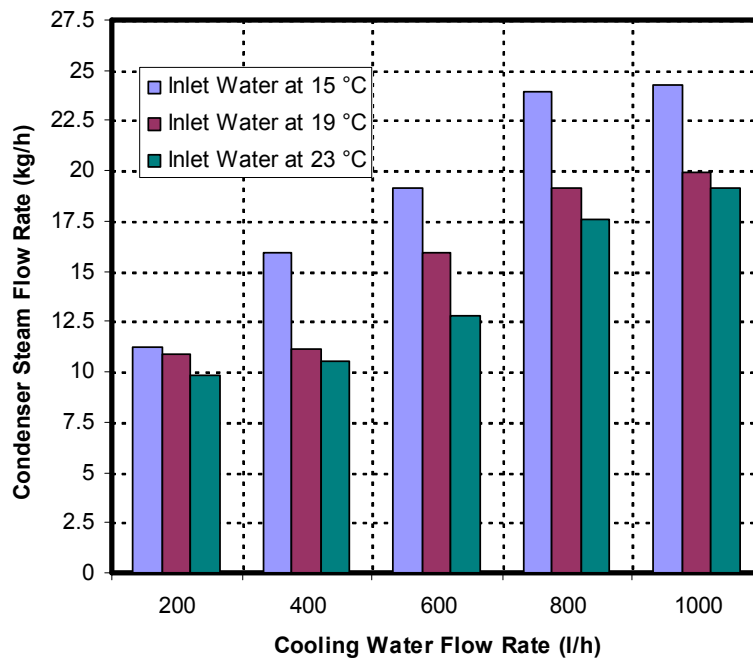 27.5
25
22.5
20
17.5
15
12.5
10
7.5
5
2.5
0
Condenser Steam Flow Rate (kg/h)
Inlet Water at 15 °C
Inlet Water at 19 °C
Inlet Water at 23 °C
200 400 600 800 1000
Cooling Water Flow Rate (l/h)